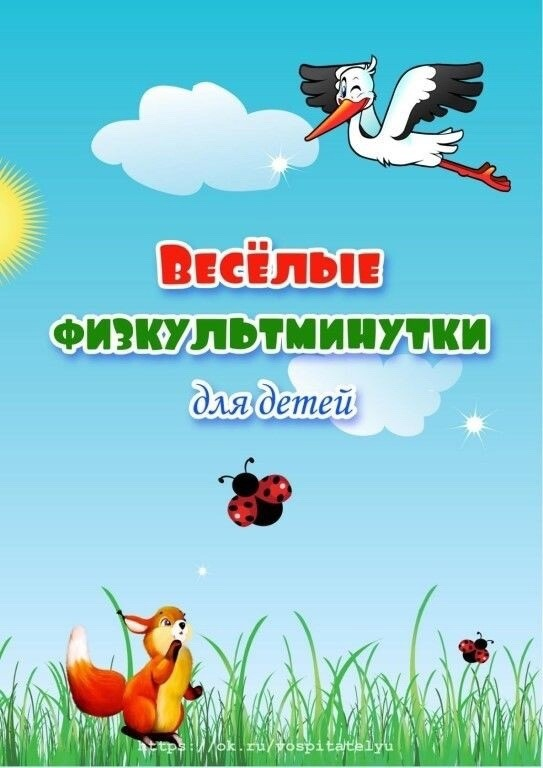 Весёлые
физкультминутки
для детей
https://ok.ru/vospitatelyu